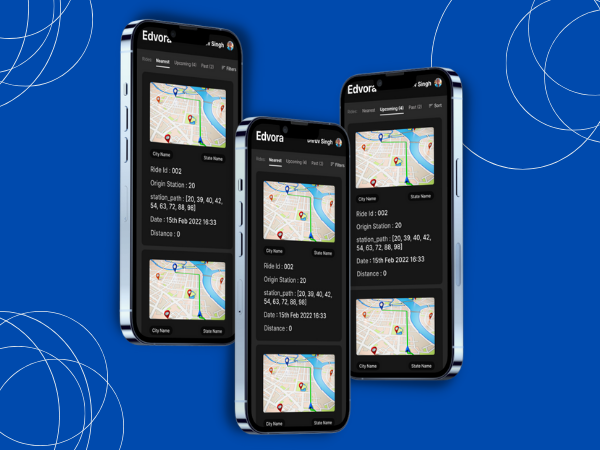 Edvora
Singh
Rides Nearest Upcoming (4) Past (2) Filters
City Name State Name
Ride Id : 002
Origin Station : 20
station_path : [20, 39, 40, 42,
54, 63, 72, 88, 98]
Date : 15th Feb 2022 16:33
Distance : 0
City Name State Name
Edvora
Singh
Rides Nearest Upcoming (4) Past (2) Filters
City Name State Name
Ride Id : 002
Origin Station : 20
station_path : [20, 39, 40, 42,
54, 63, 72, 88, 98]
Date : 15th Feb 2022 16:33
Distance : 0
Edvora
Singh
Rides Nearest Upcoming (4) Past (2) Sort
City Name State Name
Ride Id : 002
Origin Station : 20
station_path : [20, 39, 40, 42,
54, 63, 72, 88, 98]
Date : 15th Feb 2022 16:33
Distance : 0
City Name State Name